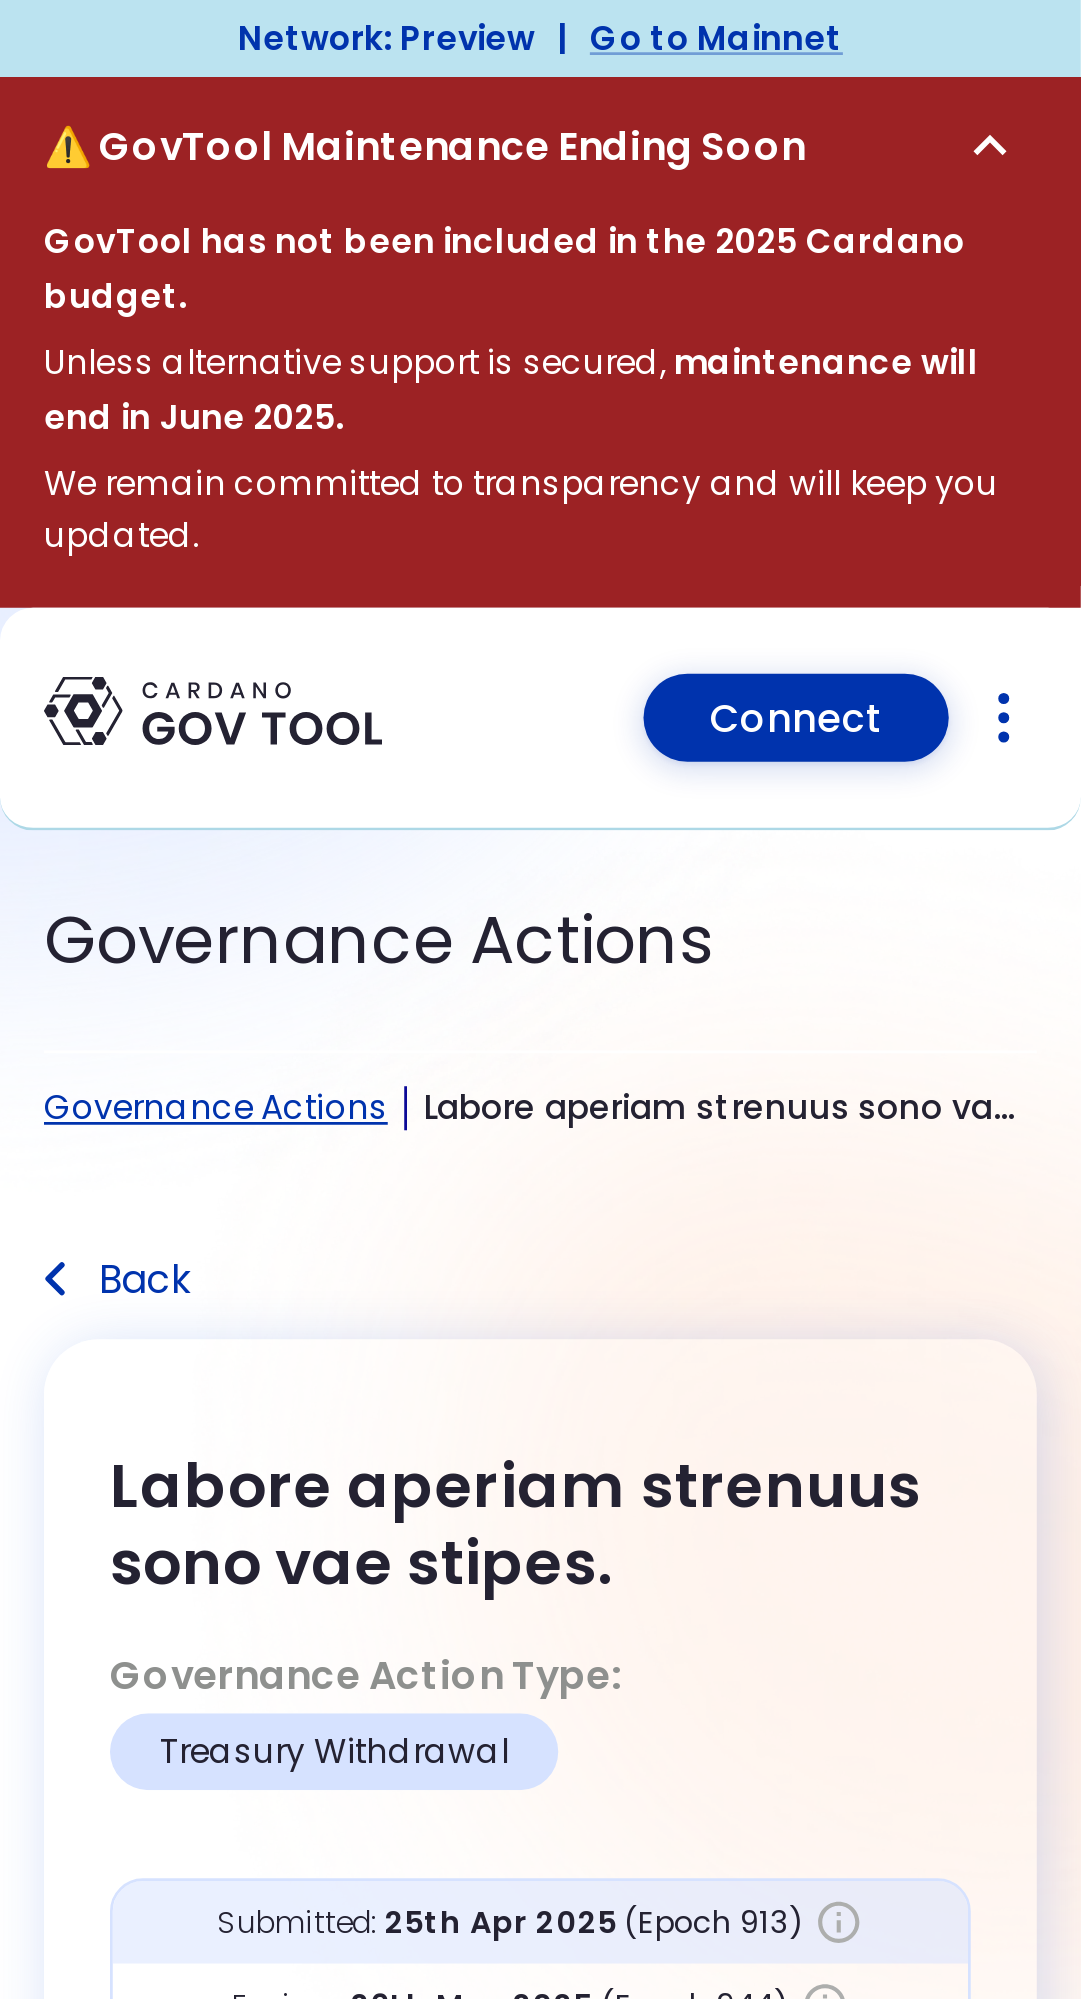 Network: Preview | Go to Mainnet
⚠️ GovTool Maintenance Ending Soon
GovTool has not been included in the 2025 Cardano
budget.
Unless alternative support is secured, maintenance will
end in June 2025.
We remain committed to transparency and will keep you
updated.
CARDANO
GOV TOOL
Connect
Governance Actions
Governance Actions | Labore aperiam strenuus sono va...
Back
Labore aperiam strenuus
sono vae stipes.
Governance Action Type:
Treasury Withdrawal
Submitted: 25th Apr 2025 (Epoch 913)